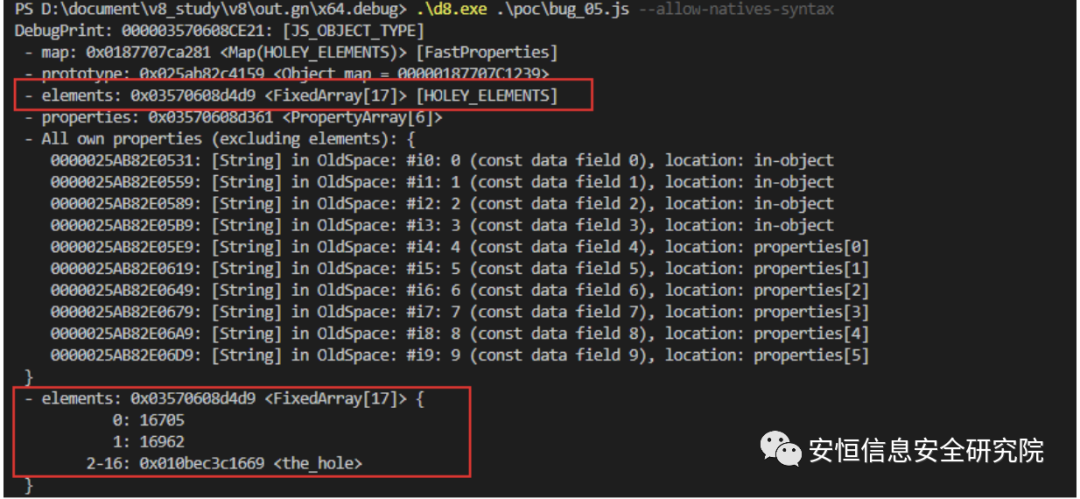 PS D:\document\v8_study\v8\out.gn\x64.debug> .\d8.exe .\poc\bug_05.js --allow-natives-syntax
DebugPrint: 000003570608CE21: [JS_OBJECT_TYPE]
- map: 0x0187707ca281 <Map(HOLEY_ELEMENTS)> [FastProperties]
- prototype: 0x025ab82c4159 <Object map = 00000187707C1239>
- elements: 0x03570608d4d9 <FixedArray[17]> [HOLEY_ELEMENTS]
- properties: 0x03570608d361 <PropertyArray[6]>
- All own properties (excluding elements): {
0000025AB82E0531: [String] in OldSpace: #i0: 0 (const data field 0), location: in-object
0000025AB82E0559: [String] in OldSpace: #i1: 1 (const data field 1), location: in-object
0000025AB82E0589: [String] in OldSpace: #i2: 2 (const data field 2), location: in-object
0000025AB82E05B9: [String] in OldSpace: #i3: 3 (const data field 3), location: in-object
0000025AB82E05E9: [String] in OldSpace: #i4: 4 (const data field 4), location: properties[0]
0000025AB82E0619: [String] in OldSpace: #i5: 5 (const data field 5), location: properties[1]
0000025AB82E0649: [String] in OldSpace: #i6: 6 (const data field 6), location: properties[2]
0000025AB82E0679: [String] in OldSpace: #i7: 7 (const data field 7), location: properties[3]
0000025AB82E06A9: [String] in OldSpace: #i8: 8 (const data field 8), location: properties[4]
0000025AB82E06D9: [String] in OldSpace: #i9: 9 (const data field 9), location: properties[5]
}
- elements: 0x03570608d4d9 <FixedArray[17]> {
0: 16705
1: 16962
2-16: 0x010bec3c1669 <the_hole>
}
安恒信息安全研究院